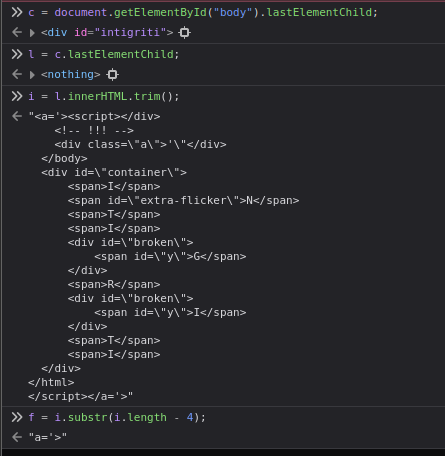 >> c = document.getElementById("body").lastElementChild;
← ▶ <div id="intigriti">
>> l = c.lastElementChild;
← ▶ <nothing>
>> i = l.innerHTML.trim();
← "<a='><script></div>
<!-- !!! -->
<div class=\"a\">'\"</div>
</body>
<div id=\"container\">
<span>I</span>
<span id=\"extra-flicker\">N</span>
<span>T</span>
<span>I</span>
<div id=\"broken\">
<span id=\"y\">G</span>
</div>
<span>R</span>
<div id=\"broken\">
<span id=\"y\">I</span>
</div>
<span>T</span>
<span>I</span>
</div>
</html>
</script></a='>"
>> f = i.substr(i.length - 4);
← "a='>"